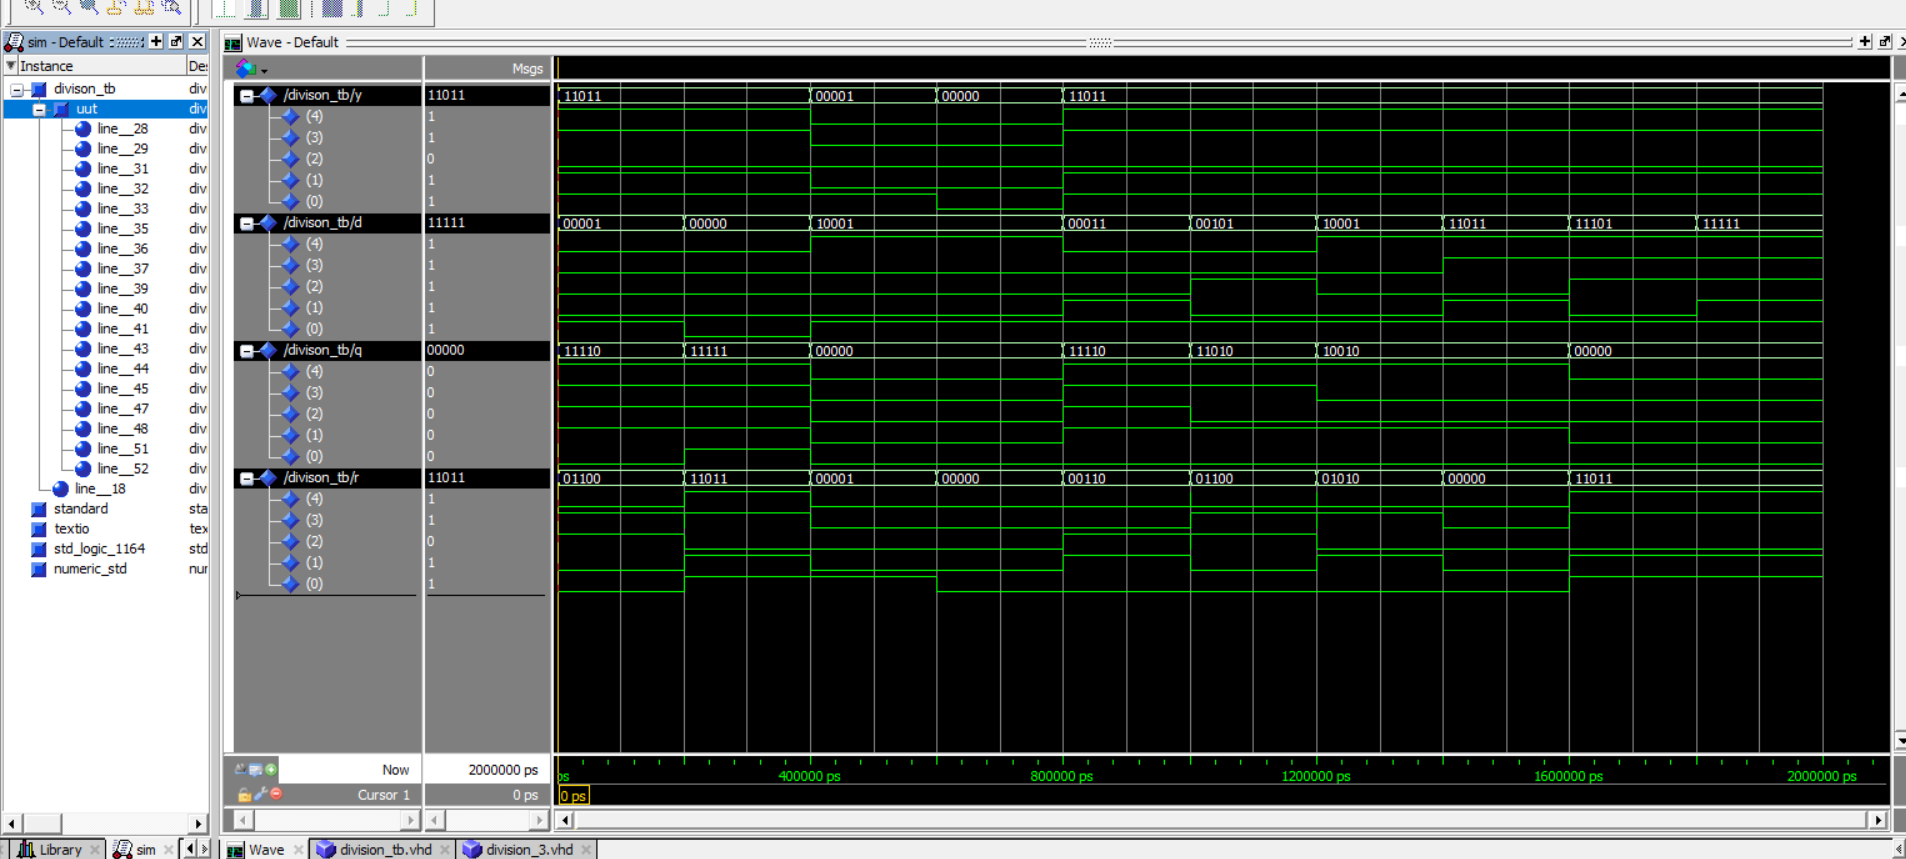 sim - Default
Wave - Default
Instance
Des
Msgs
divison_tb div
uut div
line__28 div
line__29 div
line__31 div
line__32 div
line__33 div
line__35 div
line__36 div
line__37 div
line__39 div
line__40 div
line__41 div
line__43 div
line__44 div
line__45 div
line__47 div
line__48 div
line__51 div
line__52 div
line__18 div
standard sta
textio tex
std_logic_1164 std
numeric_std nur
/divison_tb/y 11011 11011 00001 00000 11011
(4) 1
(3) 1
(2) 0
(1) 1
(0) 1
/divison_tb/d 11111 00001 00000 10001 00011 00101 10001 11011 11101 11111
(4) 1
(3) 1
(2) 1
(1) 1
(0) 1
/divison_tb/q 00000 11110 11111 00000 11110 11010 10010 00000
(4) 0
(3) 0
(2) 0
(1) 0
(0) 0
/divison_tb/r 11011 01100 11011 00001 00000 00110 01100 01010 00000 11011
(4) 1
(3) 1
(2) 0
(1) 1
(0) 1
Now 2000000 ps ps 400000 ps 800000 ps 1200000 ps 1600000 ps 2000000 ps
Cursor 1 0 ps 0 ps
Library sim Wave division_tb.vhd division_3.vhd